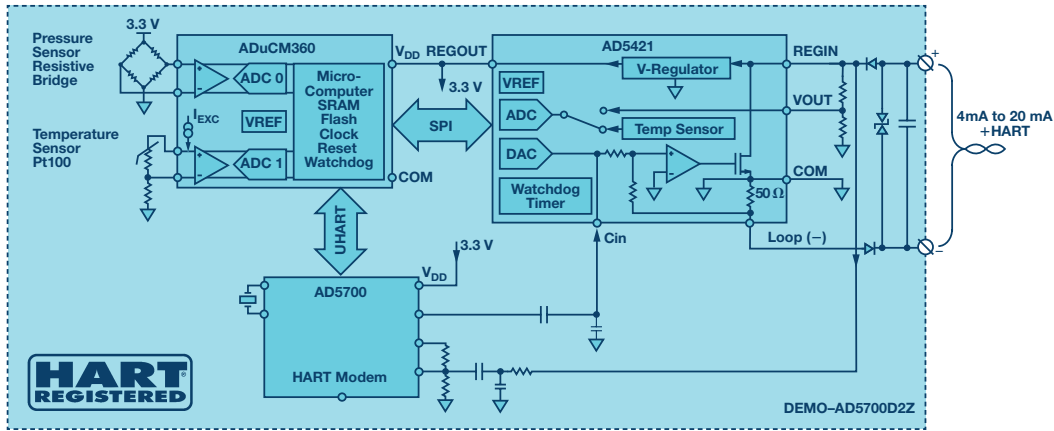 Pressure
Sensor
Resistive
Bridge
3.3 V
ADuCM360
ADC 0
VREF
IEXC
ADC 1
Micro-
Computer
SRAM
Flash
Clock
Reset
Watchdog
Temperature
Sensor
Pt100
VDD
REGOUT
3.3 V
SPI
COM
AD5421
V-Regulator
VREF
ADC
Temp Sensor
DAC
Watchdog
Timer
50 Ω
REGIN
VOUT
COM
Loop (–)
Cin
+
4mA to 20 mA
+HART
–
UHART
3.3 V
VDD
AD5700
HART Modem
HART®
REGISTERED
DEMO–AD5700D2Z